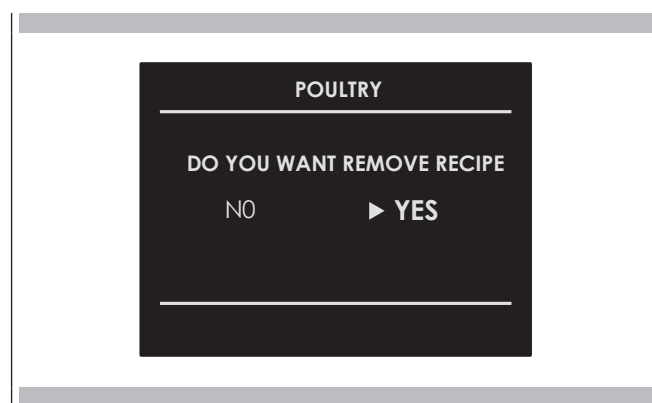 POULTRY
DO YOU WANT REMOVE RECIPE
N0 ▶ YES